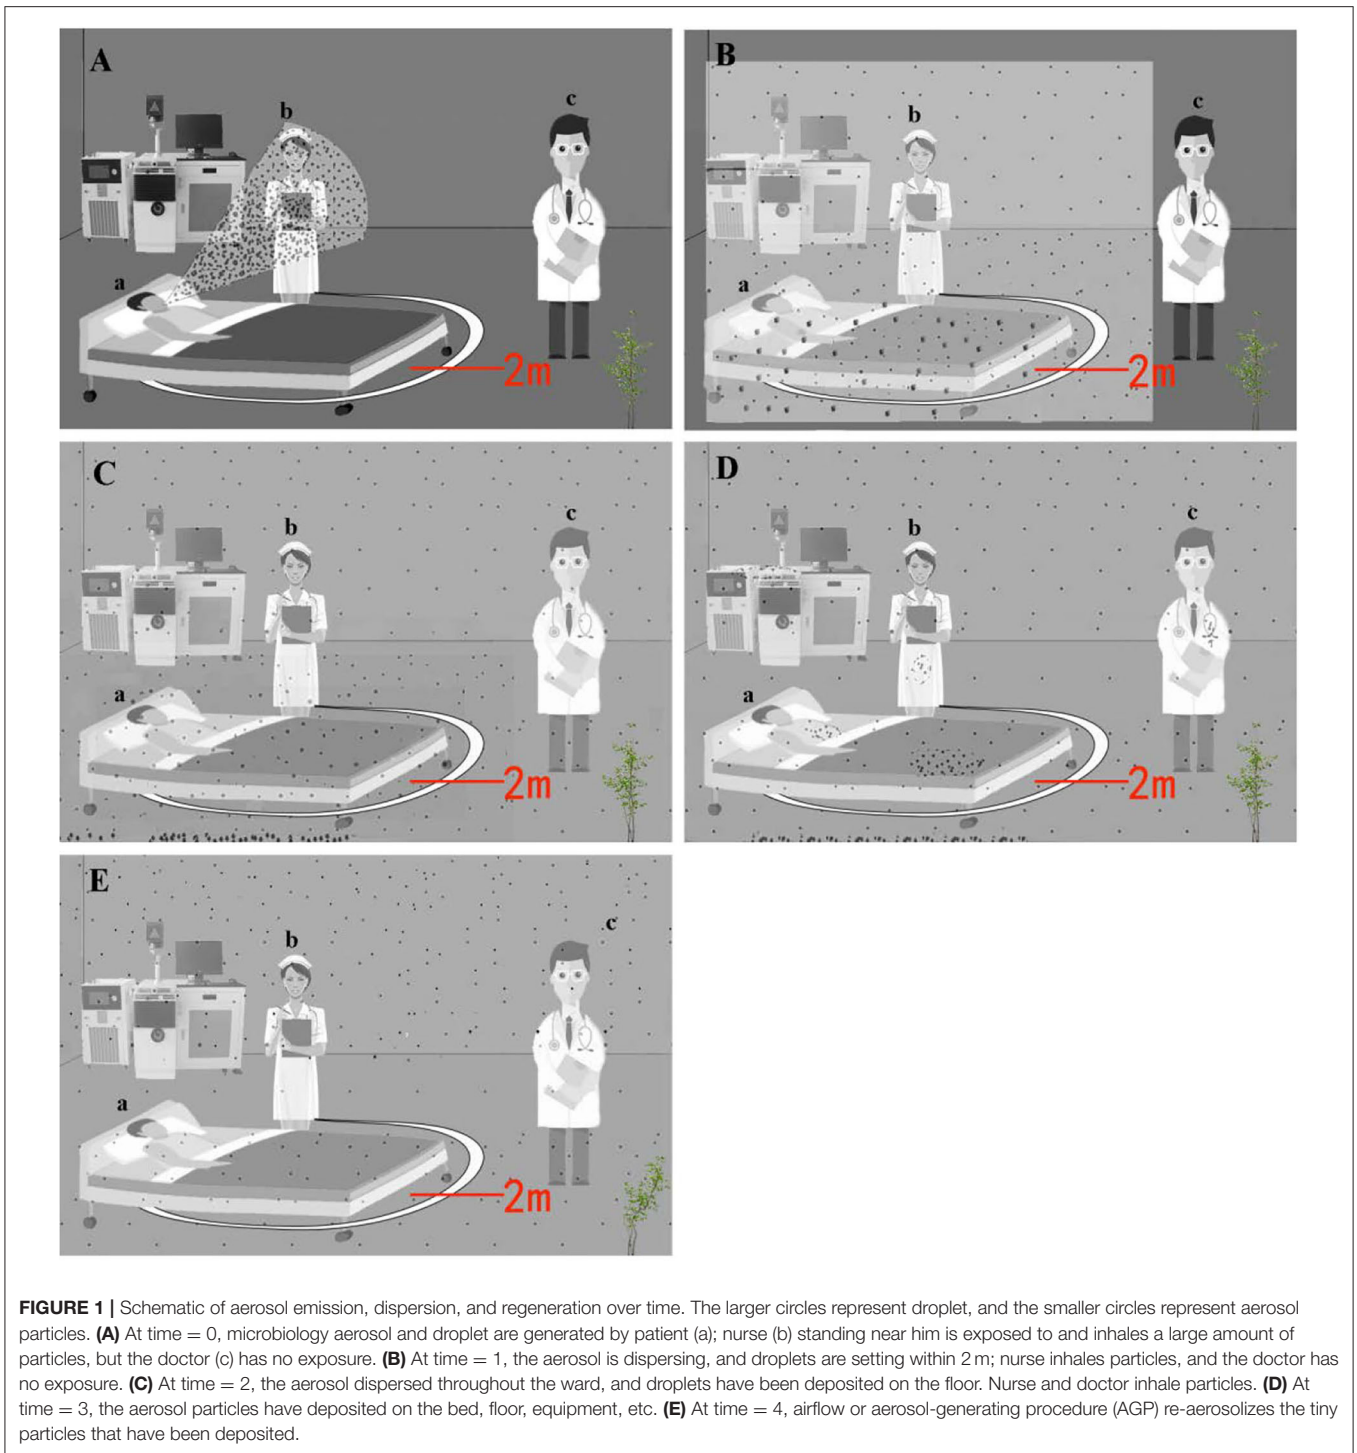 A
b
c
a
2m
B
b
c
a
2m
C
b
c
a
2m
D
b
c
a
2m
E
b
c
a
2m
FIGURE 1 | Schematic of aerosol emission, dispersion, and regeneration over time. The larger circles represent droplet, and the smaller circles represent aerosol
particles. (A) At time = 0, microbiology aerosol and droplet are generated by patient (a); nurse (b) standing near him is exposed to and inhales a large amount of
particles, but the doctor (c) has no exposure. (B) At time = 1, the aerosol is dispersing, and droplets are setting within 2 m; nurse inhales particles, and the doctor has
no exposure. (C) At time = 2, the aerosol dispersed throughout the ward, and droplets have been deposited on the floor. Nurse and doctor inhale particles. (D) At
time = 3, the aerosol particles have deposited on the bed, floor, equipment, etc. (E) At time = 4, airflow or aerosol-generating procedure (AGP) re-aerosolizes the tiny
particles that have been deposited.